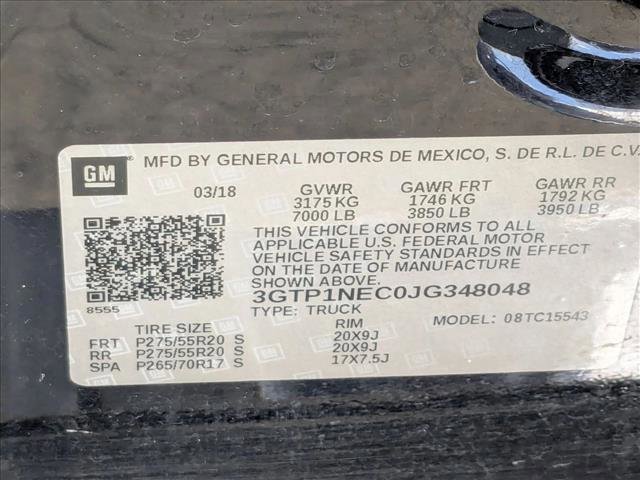 GM MFD BY GENERAL MOTORS DE MEXICO, S. DE R.L. DE C.V.
03/18 GVWR GAWR FRT GAWR RR
3175 KG 1746 KG 1792 KG
7000 LB 3850 LB 3950 LB
THIS VEHICLE CONFORMS TO ALL
APPLICABLE U.S. FEDERAL MOTOR
VEHICLE SAFETY STANDARDS IN EFFECT
ON THE DATE OF MANUFACTURE
SHOWN ABOVE.
8555 3GTP1NEC0JG348048
TYPE: TRUCK MODEL: 08TC15543
TIRE SIZE RIM
FRT P275/55R20 S 20X9J
RR P275/55R20 S 20X9J
SPA P265/70R17 S 17X7.5J